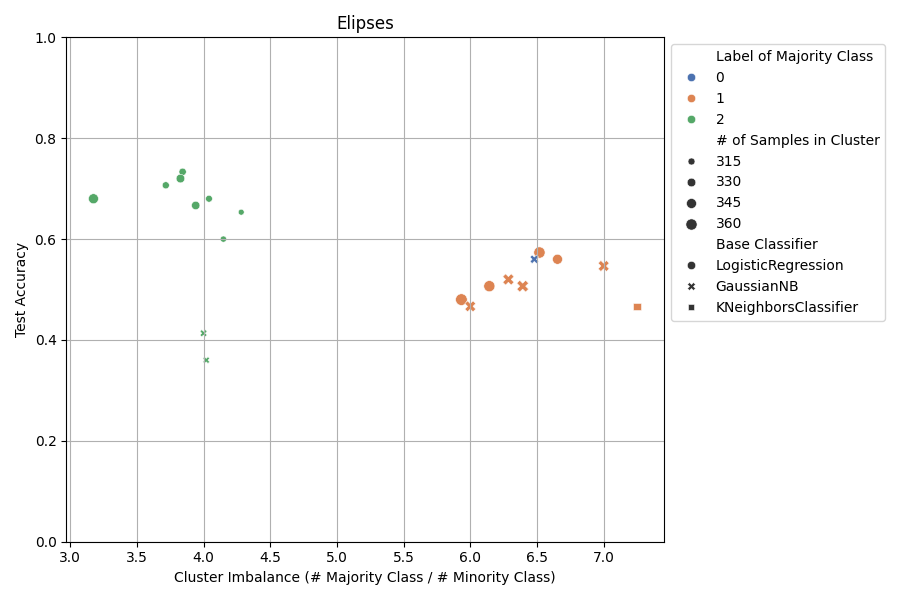 Elipses
1.0
0.8
0.6
0.4
0.2
0.0
Test Accuracy
3.0 3.5 4.0 4.5 5.0 5.5 6.0 6.5 7.0
Cluster Imbalance (# Majority Class / # Minority Class)
Label of Majority Class
0
1
2
# of Samples in Cluster
315
330
345
360
Base Classifier
LogisticRegression
GaussianNB
KNeighborsClassifier